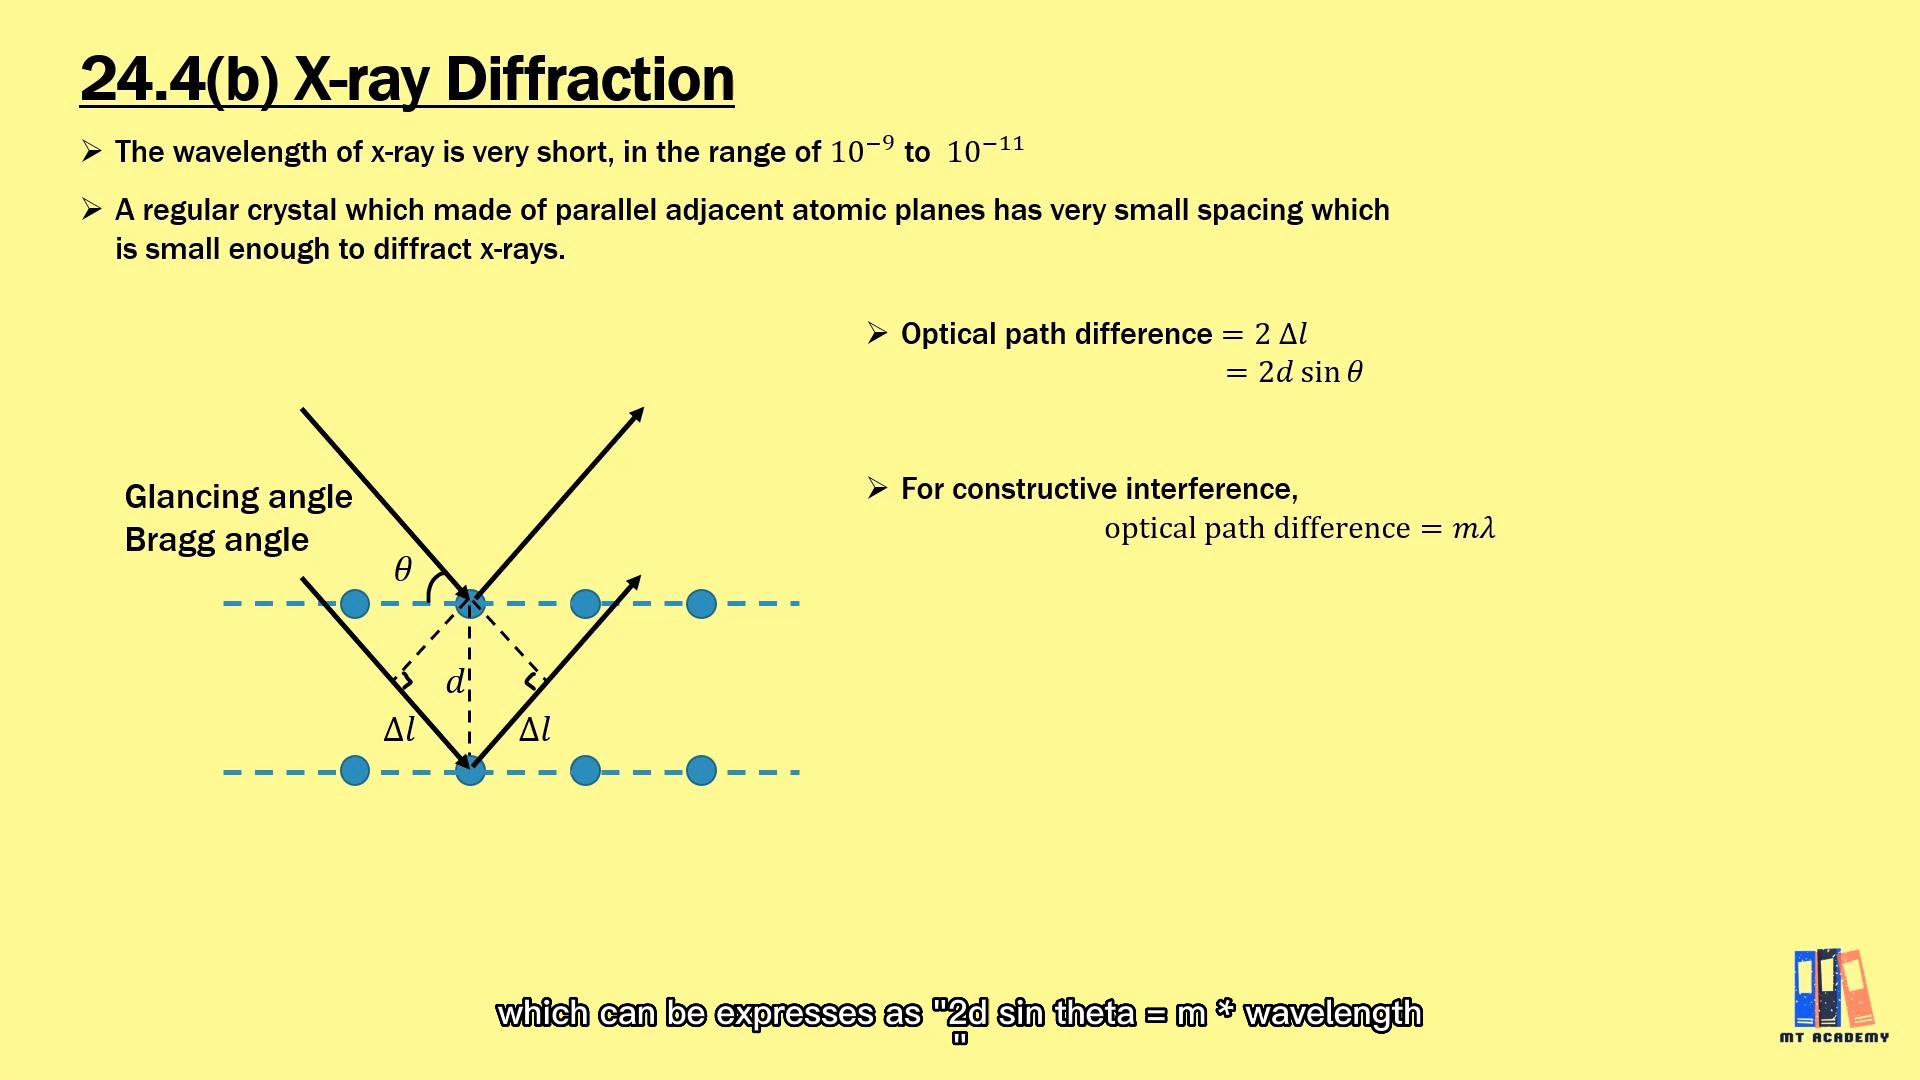 24.4(b) X-ray Diffraction
➢ The wavelength of x-ray is very short, in the range of 10⁻⁹ to 10⁻¹¹
➢ A regular crystal which made of parallel adjacent atomic planes has very small spacing which
is small enough to diffract x-rays.
➢ Optical path difference = 2 Δl
= 2d sin θ
Glancing angle
Bragg angle
θ
➢ For constructive interference,
optical path difference = mλ
d
Δl
Δl
which can be expresses as "2d sin theta = m * wavelength
"
MT ACADEMY